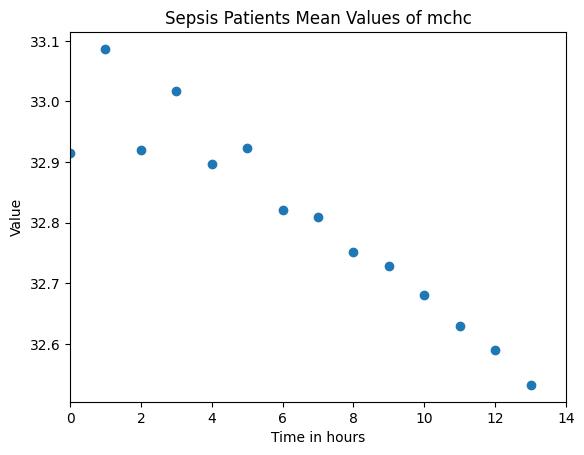 Sepsis Patients Mean Values of mchc
33.1
33.0
32.9
32.8
32.7
32.6
Value
0 2 4 6 8 10 12 14
Time in hours